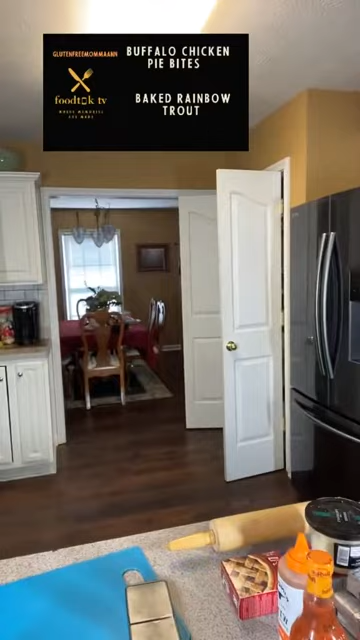 GLUTENFREEMOMMAANN
BUFFALO CHICKEN
PIE BITES
foodtok tv
BAKED RAINBOW
TROUT